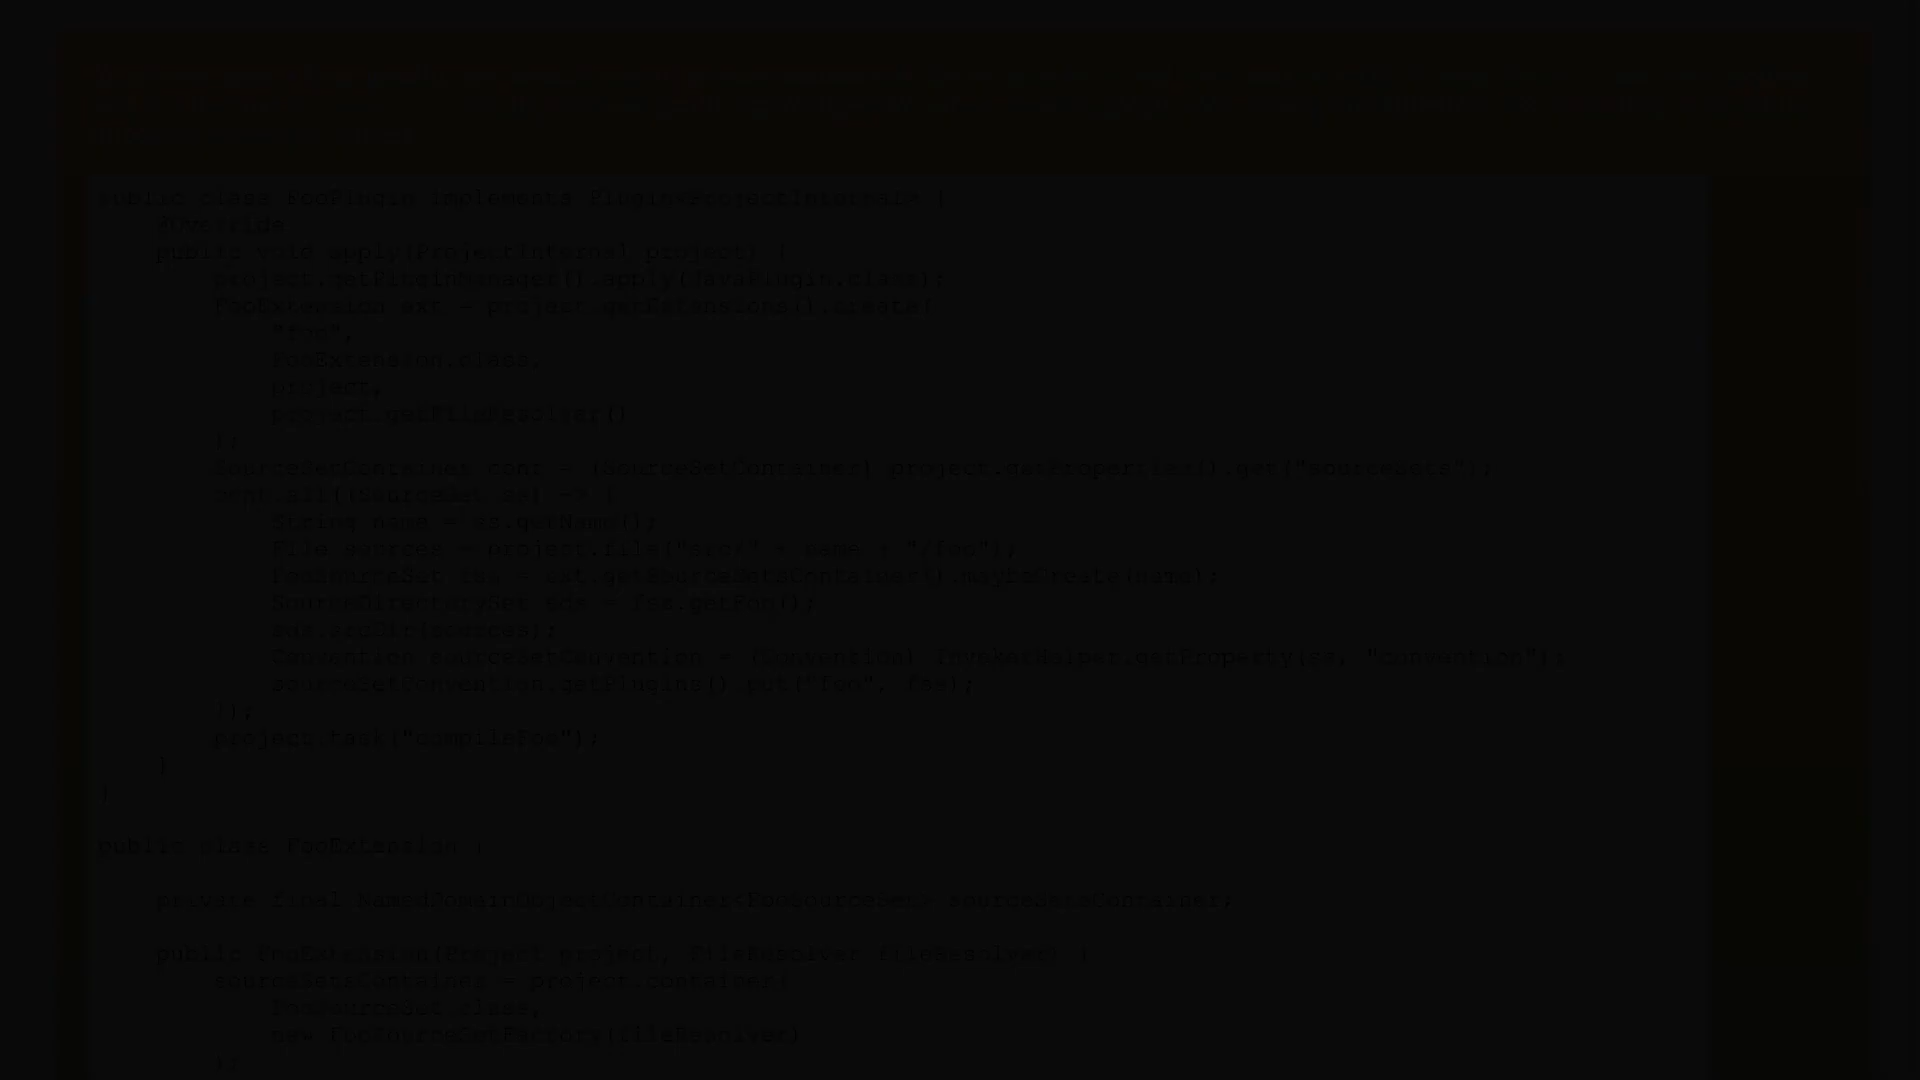 public class FooPlugin implements Plugin<ProjectInternal> {
@Override
public void apply(ProjectInternal project) {
project.getPluginManager().apply(JavaPlugin.class);
FooExtension ext = project.getExtensions().create(
"foo",
FooExtension.class,
project,
project.getFileResolver()
);
SourceSetContainer cont = (SourceSetContainer) project.getProperties().get("sourceSets");
cont.all((SourceSet ss) -> {
String name = ss.getName();
File sources = project.file("src/" + name + "/foo");
FooSourceSet fss = ext.getSourceSetsContainer().maybeCreate(name);
SourceDirectorySet sds = fss.getFoo();
sds.srcDir(sources);
Convention sourceSetConvention = (Convention) InvokerHelper.getProperty(ss, "convention");
sourceSetConvention.getPlugins().put("foo", fss);
});
project.task("compileFoo");
}
}
public class FooExtension {
private final NamedDomainObjectContainer<FooSourceSet> sourceSetsContainer;
public FooExtension(Project project, FileResolver fileResolver) {
sourceSetsContainer = project.container(
FooSourceSet.class,
new FooSourceSetFactory(fileResolver)
);